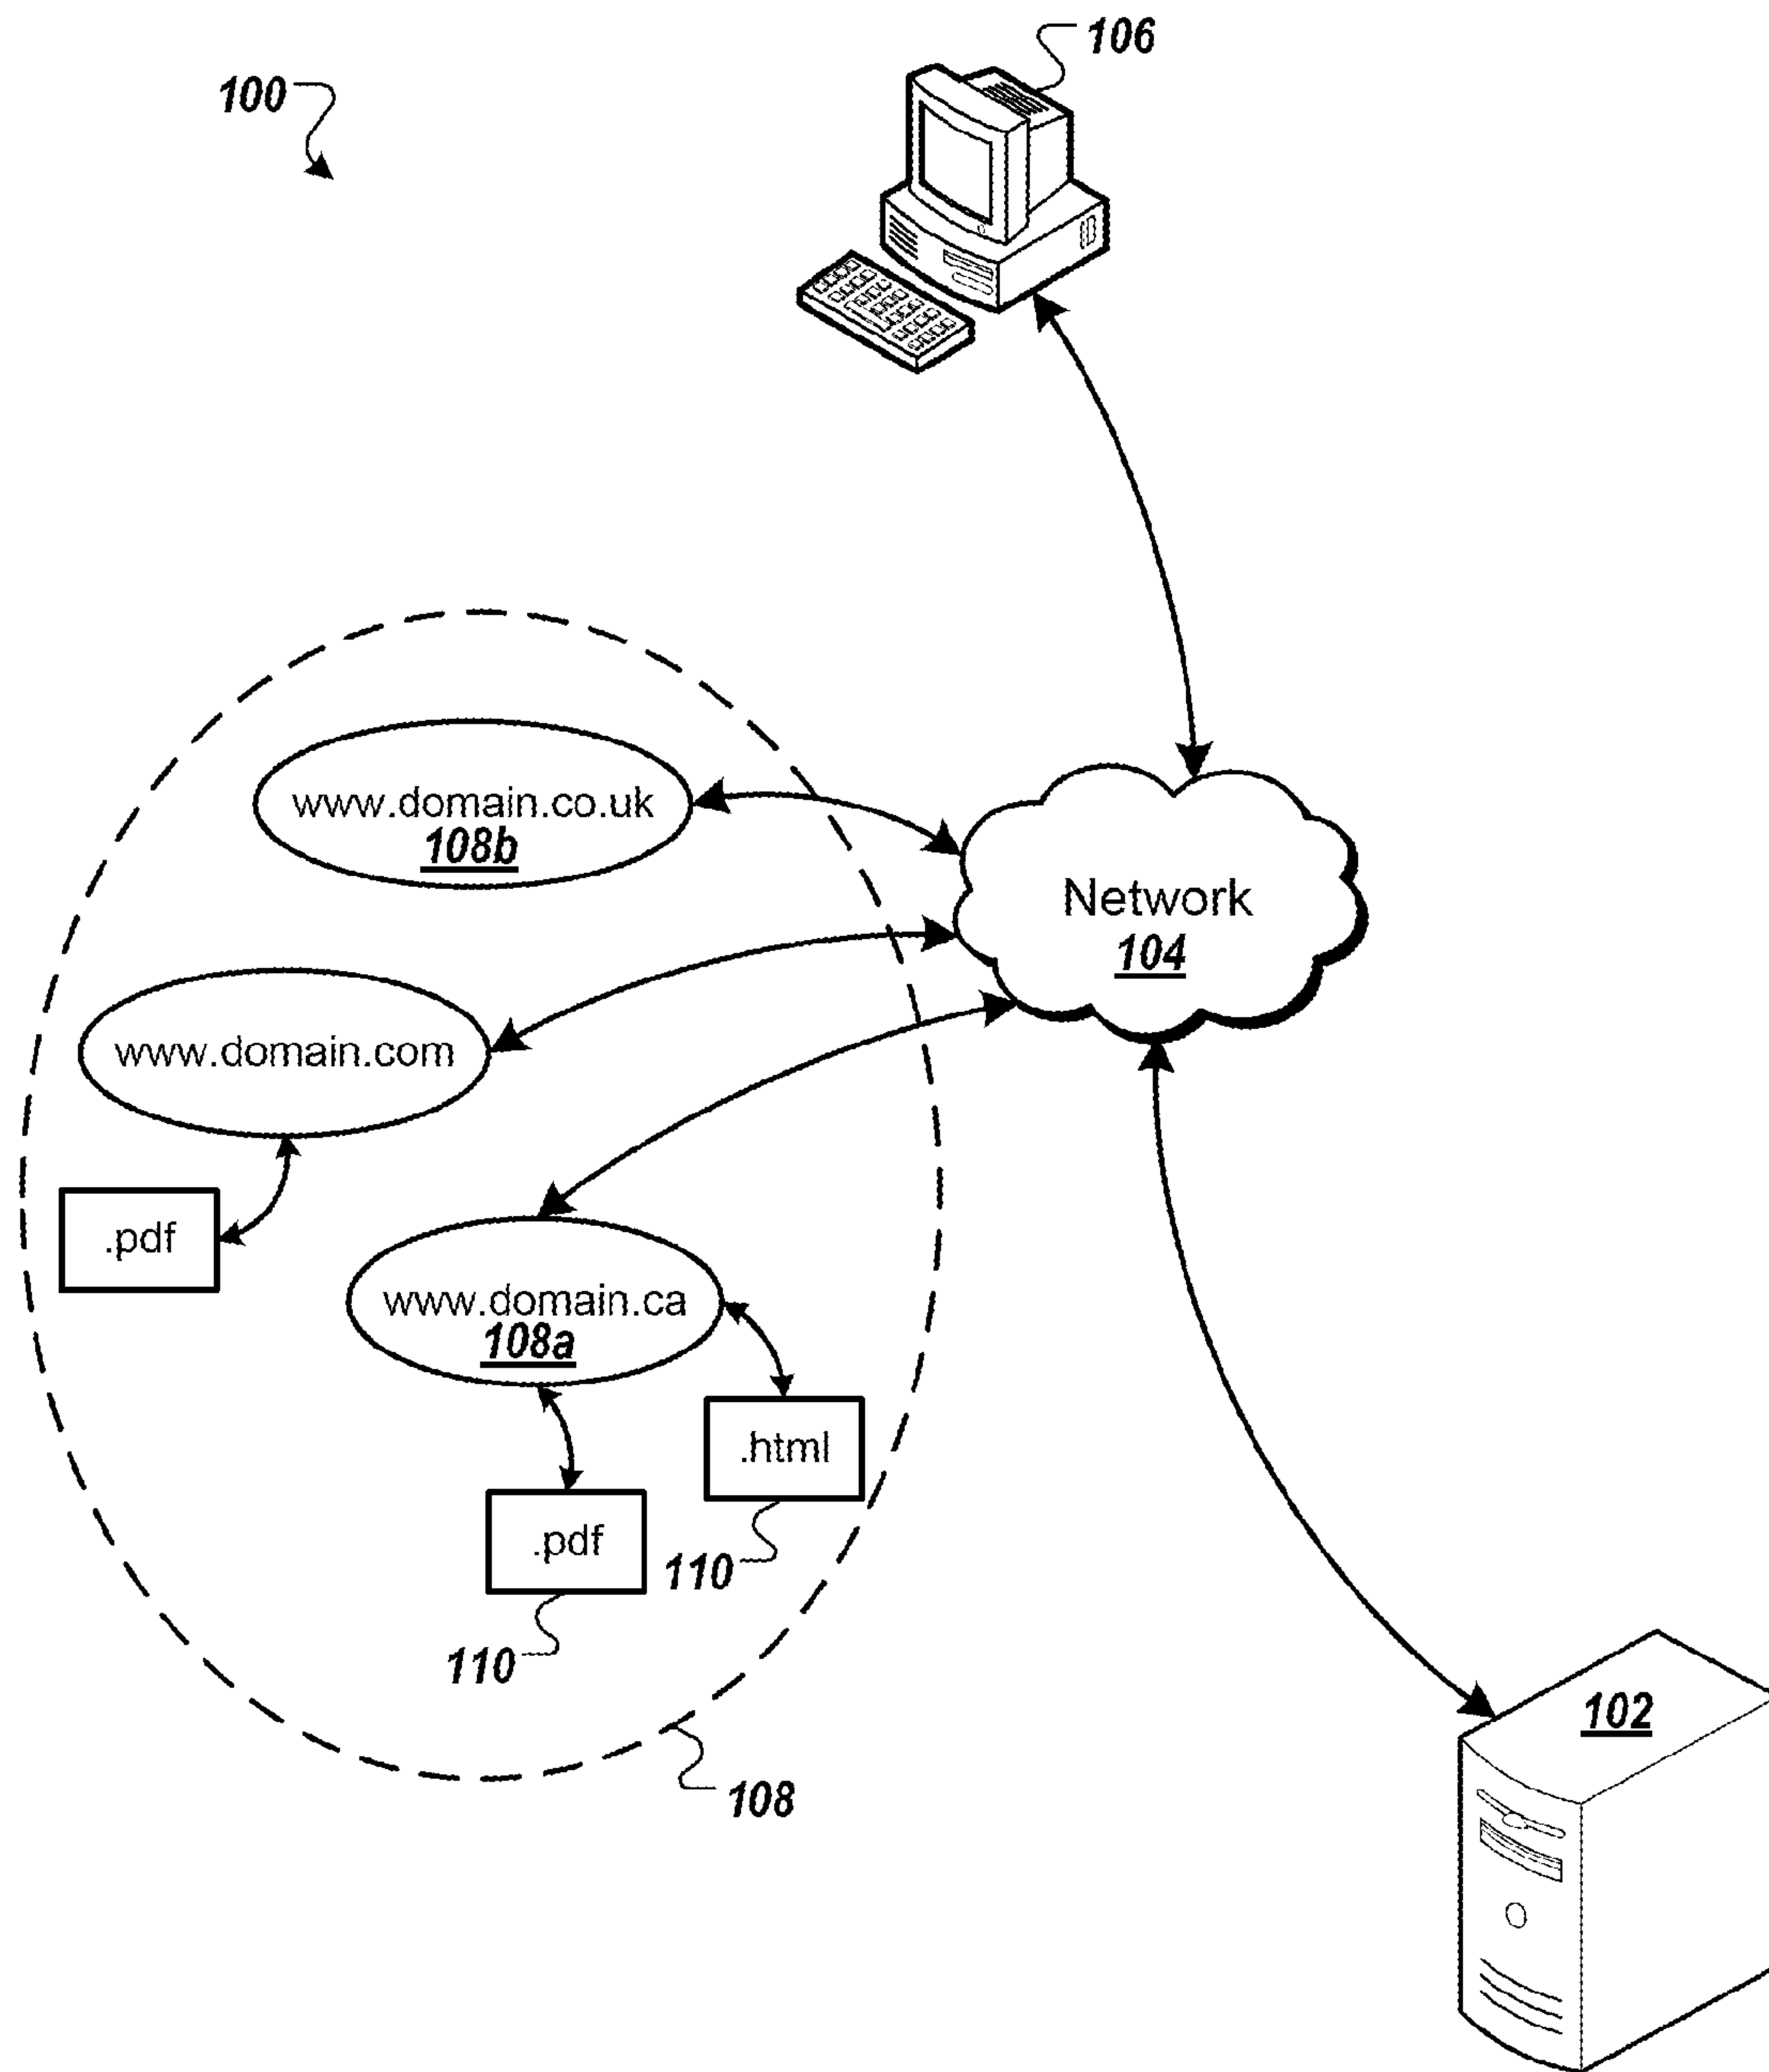 106
100
www.domain.co.uk
108b
Network
104
www.domain.com
.pdf
www.domain.ca
108a
.html
.pdf
110
110
102
108